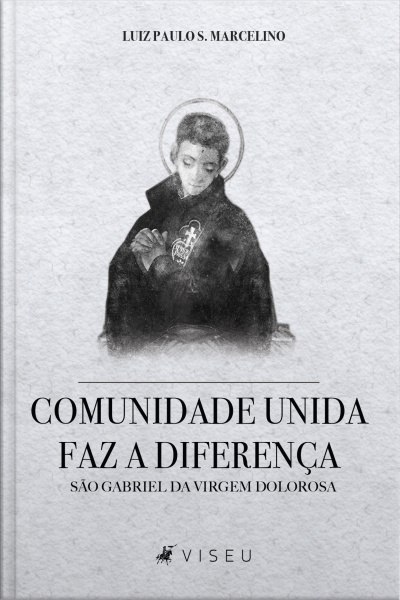 LUIZ PAULO S. MARCELINO
COMUNIDADE UNIDA
FAZ A DIFERENÇA
SÃO GABRIEL DA VIRGEM DOLOROSA
VISEU